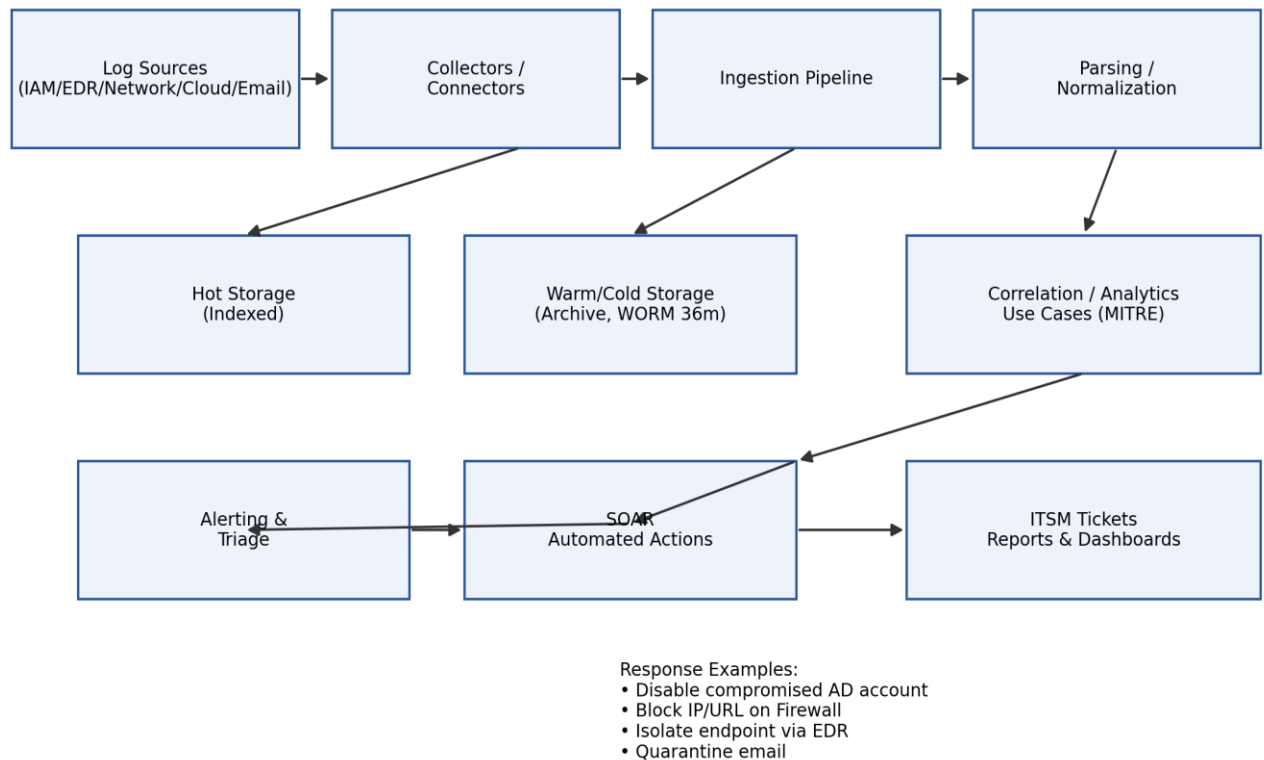 Log Sources
(IAM/EDR/Network/Cloud/Email)
Collectors /
Connectors
Ingestion Pipeline
Parsing /
Normalization
Hot Storage
(Indexed)
Warm/Cold Storage
(Archive, WORM 36m)
Correlation / Analytics
Use Cases (MITRE)
Alerting &
Triage
SOAR
Automated Actions
ITSM Tickets
Reports & Dashboards
Response Examples:
• Disable compromised AD account
• Block IP/URL on Firewall
• Isolate endpoint via EDR
• Quarantine email